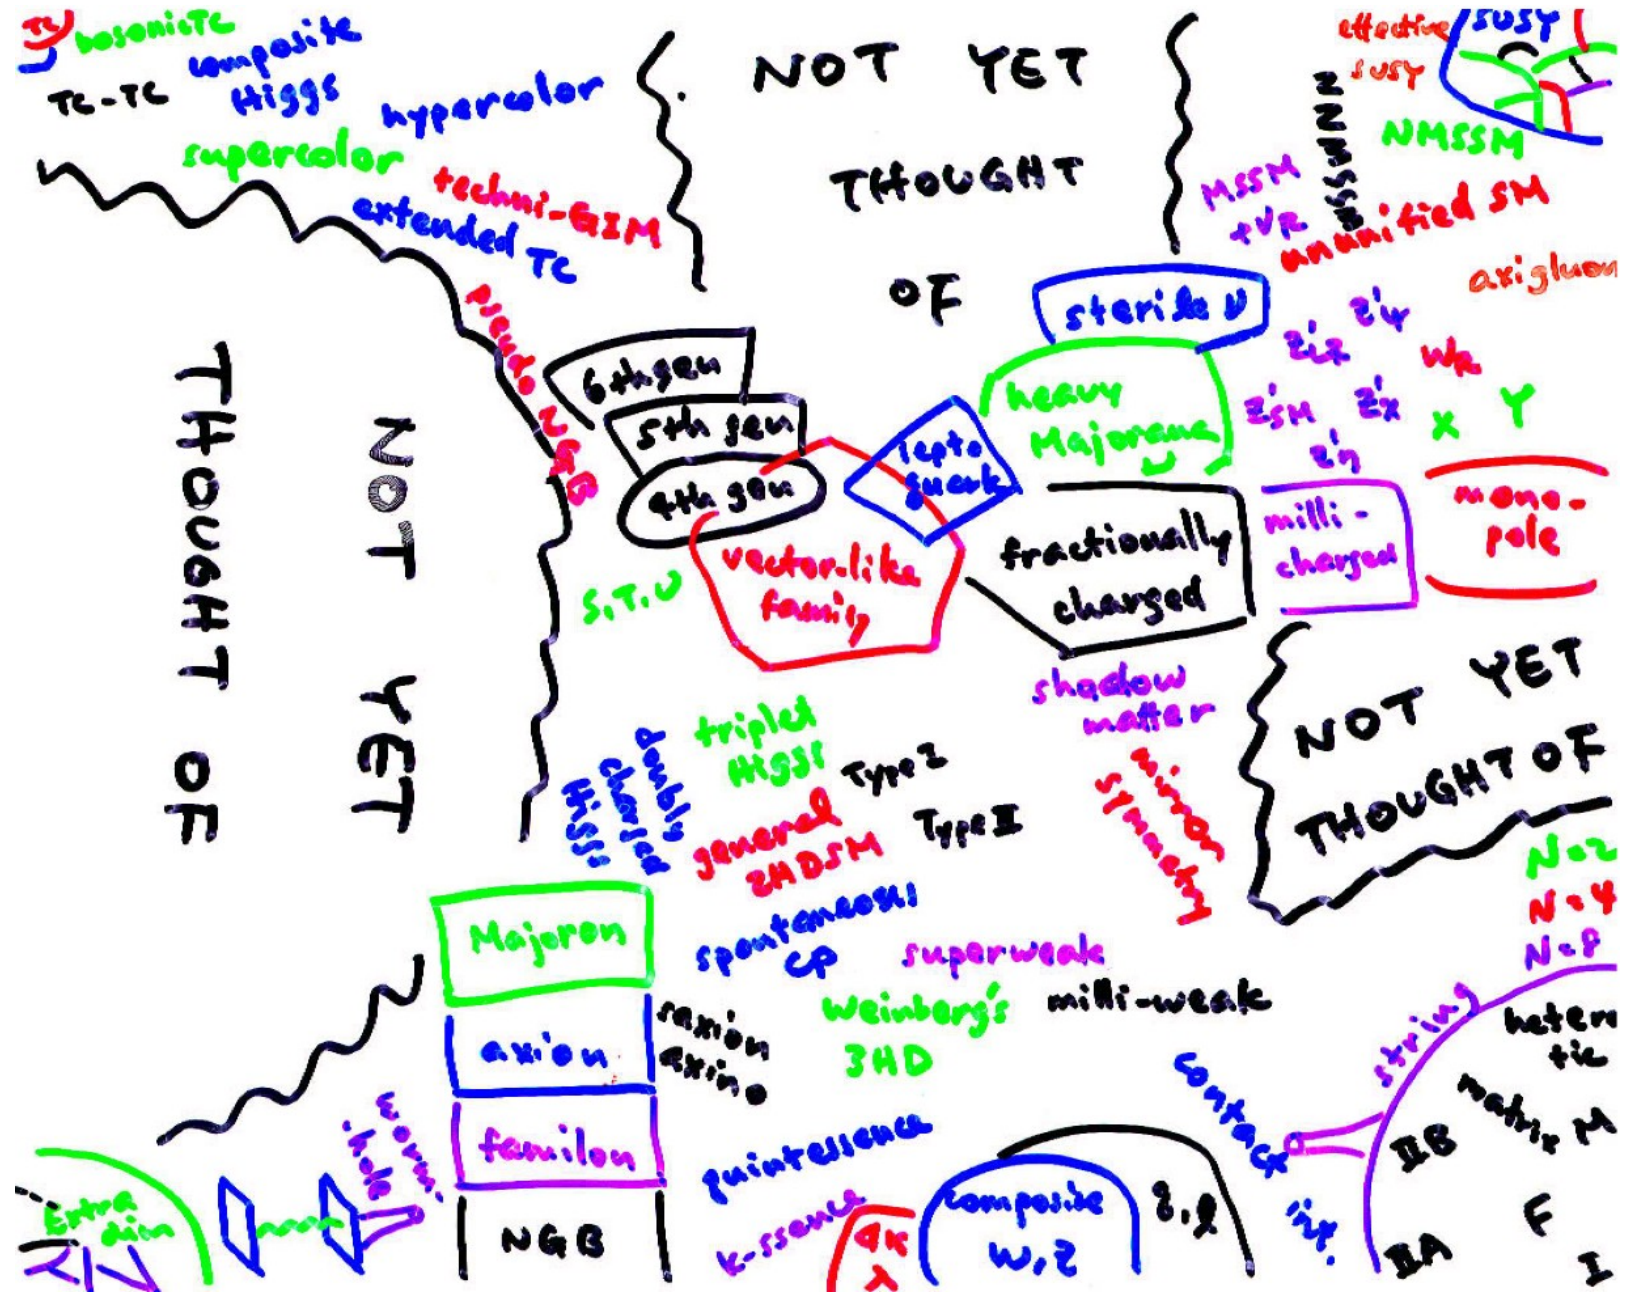 TC
bosonic TC
TC-TC
composite
Higgs
hypercolor
supercolor
techni-GIM
extended TC
pseudo NGB
NOT YET
THOUGHT
OF
effective
SUSY
SUSY
NNMSSM
NMSSM
MSSM
+νR
ununified SM
axigluon
NOT YET
THOUGHT OF
6th gen
5th gen
4th gen
sterile ν
heavy
Majorana
ν
lepto
quark
WR
X Y
Z'SM
Z'χ
Z'η
Z'ψ
vector-like
family
S,T,U
fractionally
charged
milli-
charged
mono-
pole
shadow
matter
mirror
symmetry
NOT YET
THOUGHT OF
triplet
Higgs
doubly
charged
Higgs
Type I
Type II
general
2HDSM
spontaneous
CP
superweak
milli-weak
Weinberg's
3HD
N=2
N=4
N=8
Majoron
axion
saxion
axino
familon
NGB
worm
hole
Extra
dim
quintessence
k-ssence
qK
λ
composite
W,Z
q,l
contact
int.
string
hetero
tic
matrix M
IIB
F
IIA
I